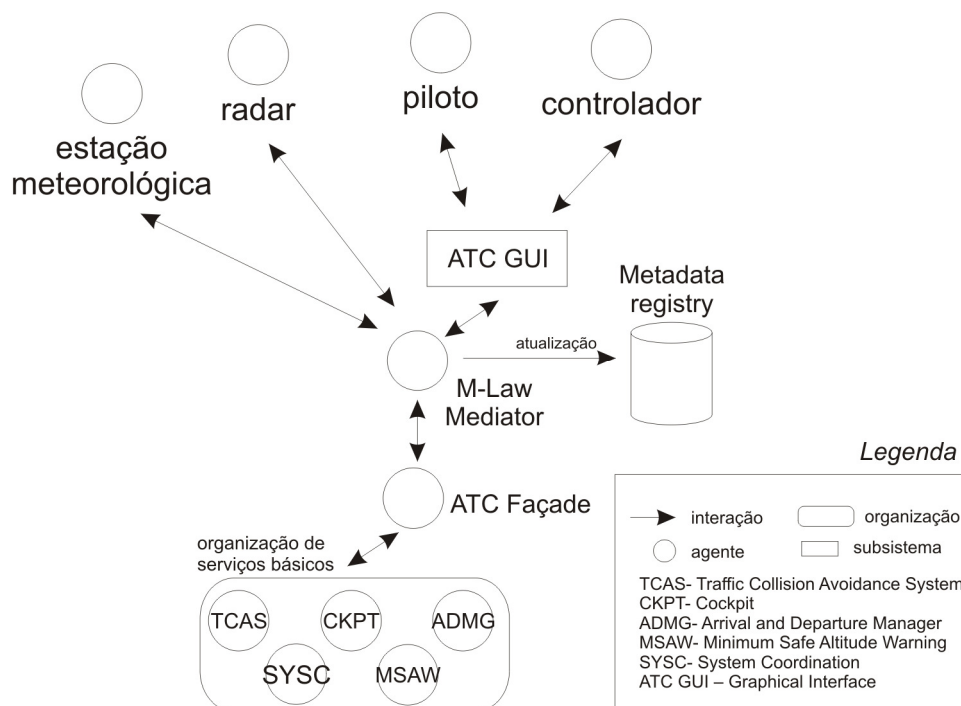 radar
piloto
controlador
estação
meteorológica
ATC GUI
Metadata
registry
atualização
M-Law
Mediator
ATC Façade
organização de
serviços básicos
TCAS
CKPT
ADMG
SYSC
MSAW
Legenda
interação
organização
agente
subsistema
TCAS- Traffic Collision Avoidance System
CKPT- Cockpit
ADMG- Arrival and Departure Manager
MSAW- Minimum Safe Altitude Warning
SYSC- System Coordination
ATC GUI – Graphical Interface